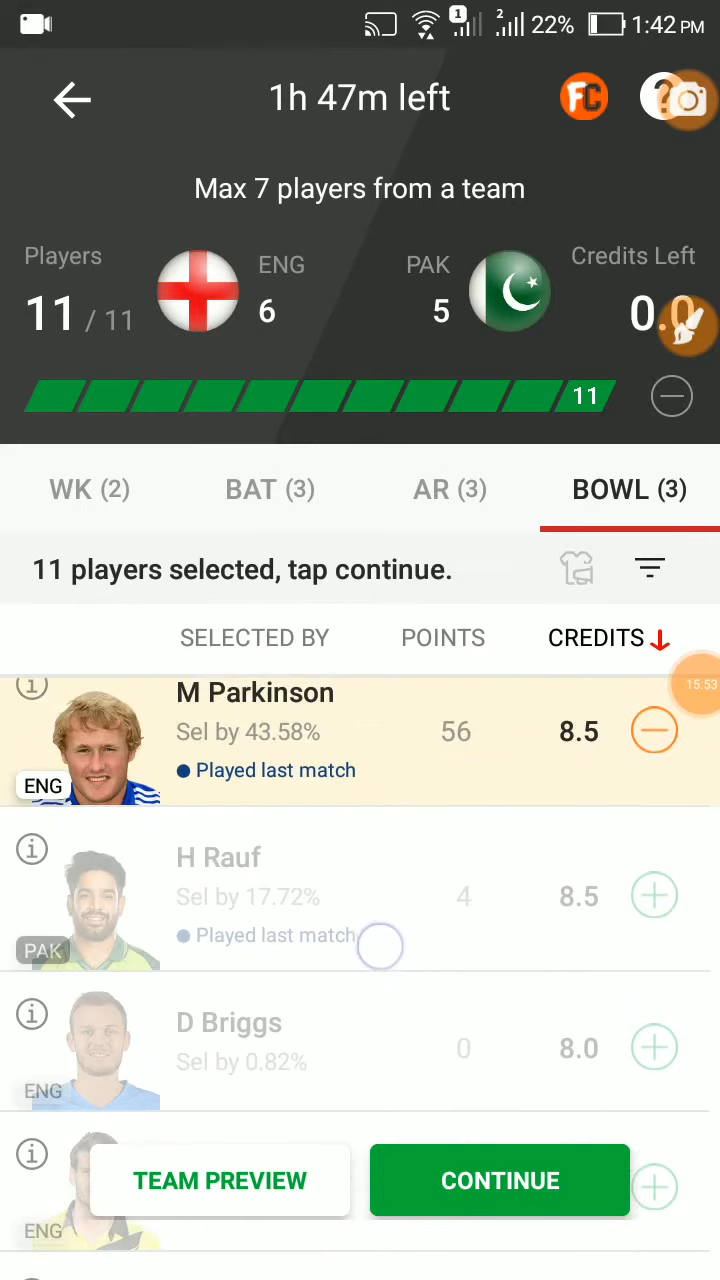 1 2 22% 1:42 PM
1h 47m left FC ?
Max 7 players from a team
Players ENG PAK Credits Left
11 / 11 6 5 0.0
11
WK (2) BAT (3) AR (3) BOWL (3)
11 players selected, tap continue.
SELECTED BY POINTS CREDITS
15:53
M Parkinson
Sel by 43.58% 56 8.5
Played last match
ENG
H Rauf
Sel by 17.72% 4 8.5
Played last match
PAK
D Briggs
Sel by 0.82% 0 8.0
ENG
TEAM PREVIEW CONTINUE
ENG